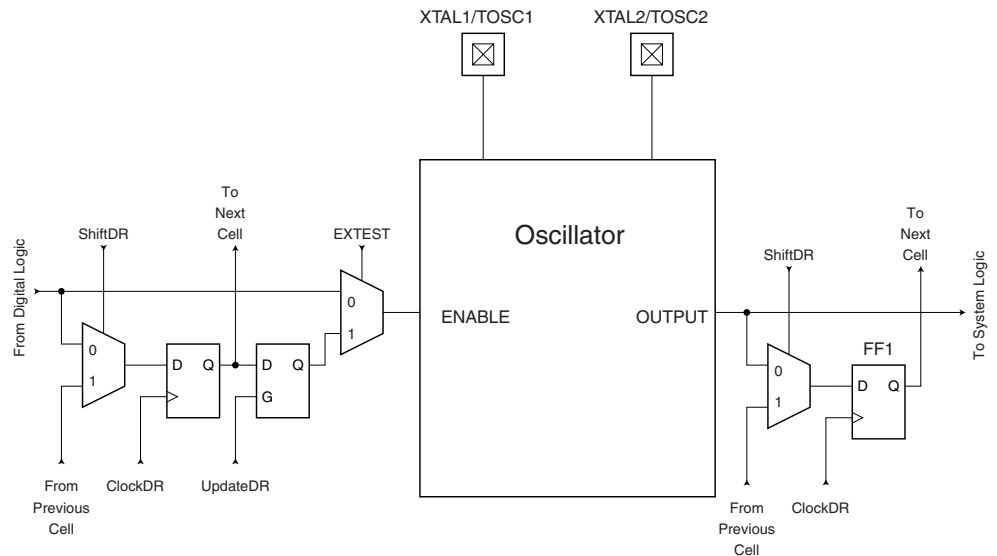 XTAL1/TOSC1
XTAL2/TOSC2
To
Next
Cell
ShiftDR
EXTEST
From Digital Logic
0
1
D Q
D Q
G
0
1
From
Previous
Cell
ClockDR
UpdateDR
Oscillator
ENABLE
OUTPUT
To
Next
Cell
ShiftDR
To System Logic
FF1
0
1
D Q
From
Previous
Cell
ClockDR